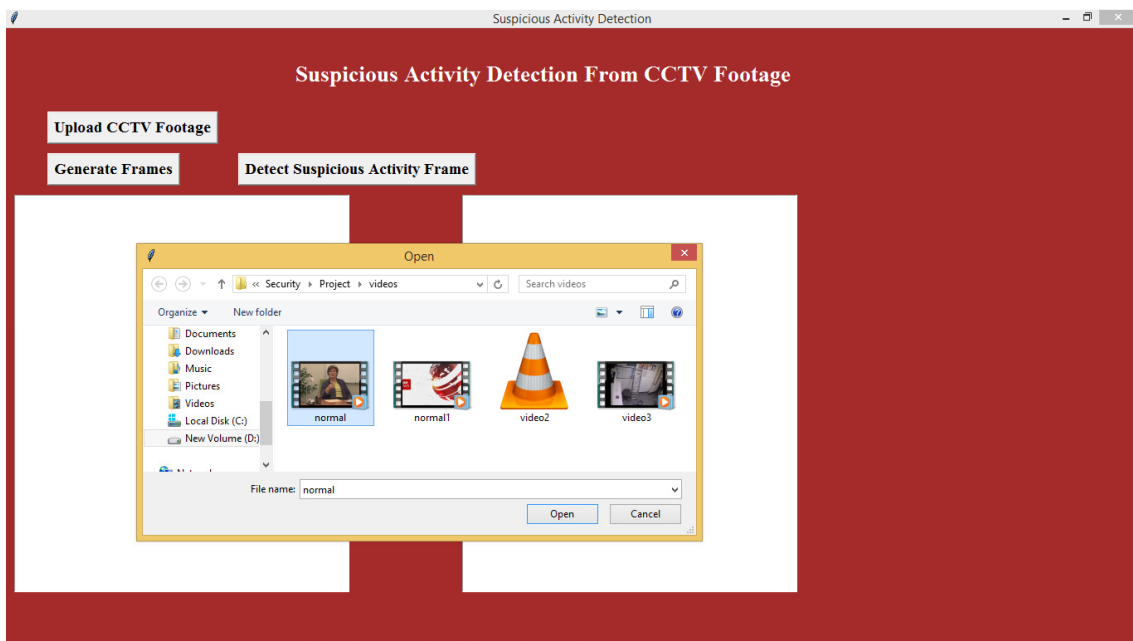 Suspicious Activity Detection
Suspicious Activity Detection From CCTV Footage
Upload CCTV Footage
Generate Frames
Detect Suspicious Activity Frame
Open
« Security Project videos
Search videos
Organize
New folder
Documents
Downloads
Music
Pictures
Videos
Local Disk (C:)
New Volume (D:)
normal
normal1
video2
video3
File name: normal
Open
Cancel